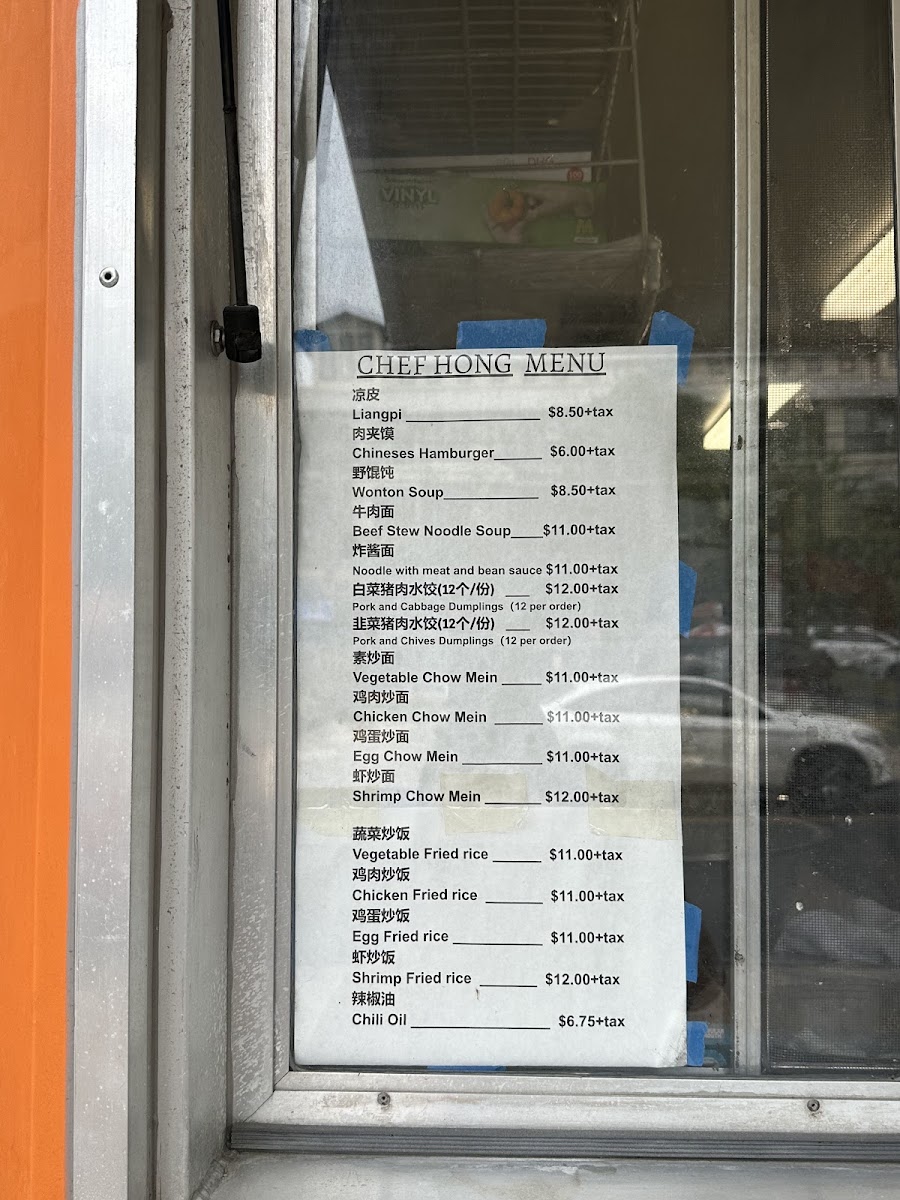 VINYL
CHEF HONG MENU
凉皮
Liangpi $8.50+tax
肉夹馍
Chineses Hamburger $6.00+tax
野馄饨
Wonton Soup $8.50+tax
牛肉面
Beef Stew Noodle Soup $11.00+tax
炸酱面
Noodle with meat and bean sauce $11.00+tax
白菜猪肉水饺(12个/份) $12.00+tax
Pork and Cabbage Dumplings (12 per order)
韭菜猪肉水饺(12个/份) $12.00+tax
Pork and Chives Dumplings (12 per order)
素炒面
Vegetable Chow Mein $11.00+tax
鸡肉炒面
Chicken Chow Mein $11.00+tax
鸡蛋炒面
Egg Chow Mein $11.00+tax
虾炒面
Shrimp Chow Mein $12.00+tax
蔬菜炒饭
Vegetable Fried rice $11.00+tax
鸡肉炒饭
Chicken Fried rice $11.00+tax
鸡蛋炒饭
Egg Fried rice $11.00+tax
虾炒饭
Shrimp Fried rice $12.00+tax
辣椒油
Chili Oil $6.75+tax